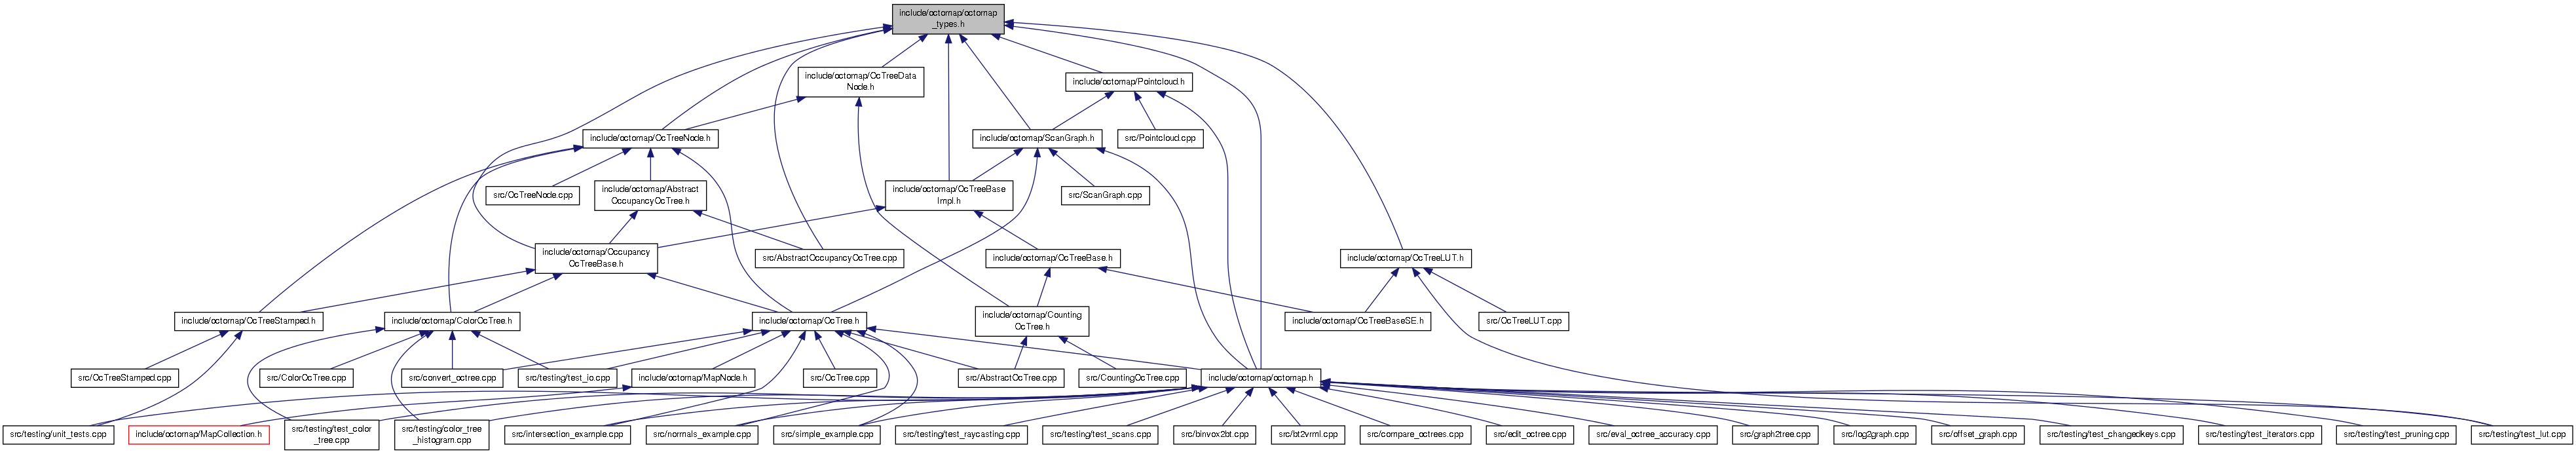 include/octomap/octomap
_types.h
include/octomap/OcTreeData
Node.h
include/octomap/Pointcloud.h
include/octomap/OcTreeNode.h
include/octomap/ScanGraph.h
src/Pointcloud.cpp
src/OcTreeNode.cpp
include/octomap/Abstract
OccupancyOcTree.h
include/octomap/OcTreeBase
Impl.h
src/ScanGraph.cpp
include/octomap/Occupancy
OcTreeBase.h
src/AbstractOccupancyOcTree.cpp
include/octomap/OcTreeBase.h
include/octomap/OcTreeLUT.h
include/octomap/OcTreeStamped.h
include/octomap/ColorOcTree.h
include/octomap/OcTree.h
include/octomap/Counting
OcTree.h
include/octomap/OcTreeBaseSE.h
src/OcTreeLUT.cpp
src/OcTreeStamped.cpp
src/ColorOcTree.cpp
src/convert_octree.cpp
src/testing/test_io.cpp
include/octomap/MapNode.h
src/OcTree.cpp
src/AbstractOcTree.cpp
src/CountingOcTree.cpp
include/octomap/octomap.h
src/testing/unit_tests.cpp
include/octomap/MapCollection.h
src/testing/test_color
_tree.cpp
src/testing/color_tree
_histogram.cpp
src/intersection_example.cpp
src/normals_example.cpp
src/simple_example.cpp
src/testing/test_raycasting.cpp
src/testing/test_scans.cpp
src/binvox2bt.cpp
src/bt2vrml.cpp
src/compare_octrees.cpp
src/edit_octree.cpp
src/eval_octree_accuracy.cpp
src/graph2tree.cpp
src/log2graph.cpp
src/offset_graph.cpp
src/testing/test_changedkeys.cpp
src/testing/test_iterators.cpp
src/testing/test_pruning.cpp
src/testing/test_lut.cpp